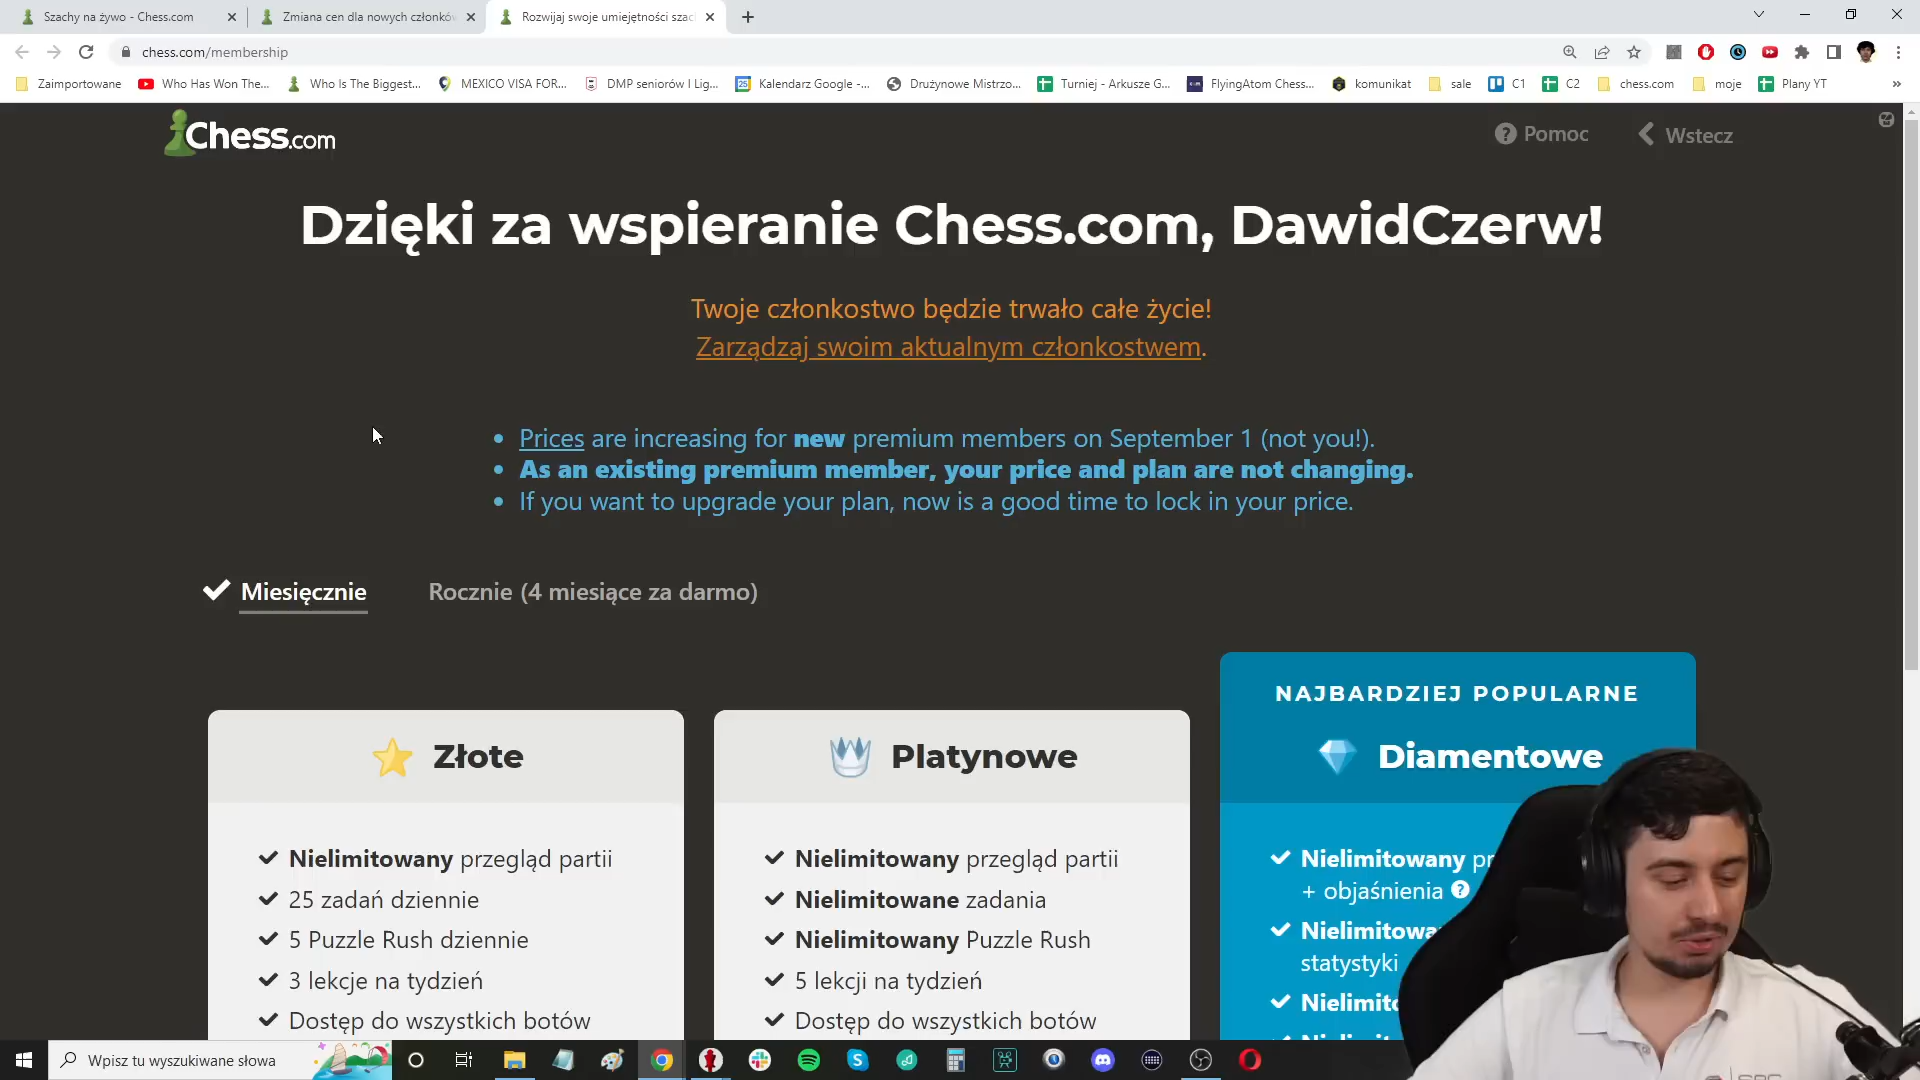 Szachy na żywo - Chess.com
Zmiana cen dla nowych członków
Rozwijaj swoje umiejętności szac
chess.com/membership
Zaimportowane
Who Has Won The...
Who Is The Biggest...
MEXICO VISA FOR...
DMP seniorów I Lig...
Kalendarz Google -...
Drużynowe Mistrzo...
Turniej - Arkusze G...
FlyingAtom Chess...
komunikat
sale
C1
C2
chess.com
moje
Plany YT
»
Chess.com
Pomoc
Wstecz
Dzięki za wspieranie Chess.com, DawidCzerw!
Twoje członkostwo będzie trwało całe życie!
Zarządzaj swoim aktualnym członkostwem.
Prices are increasing for new premium members on September 1 (not you!).
As an existing premium member, your price and plan are not changing.
If you want to upgrade your plan, now is a good time to lock in your price.
Miesięcznie
Rocznie (4 miesiące za darmo)
NAJBARDZIEJ POPULARNE
Złote
Platynowe
Diamentowe
Nielimitowany przegląd partii
25 zadań dziennie
5 Puzzle Rush dziennie
3 lekcje na tydzień
Dostęp do wszystkich botów
Nielimitowany przegląd partii
Nielimitowane zadania
Nielimitowany Puzzle Rush
5 lekcji na tydzień
Dostęp do wszystkich botów
Nielimitowany pr
+ objaśnienia
Nielimitowa
statystyki
Nielimito
Wpisz tu wyszukiwane słowa